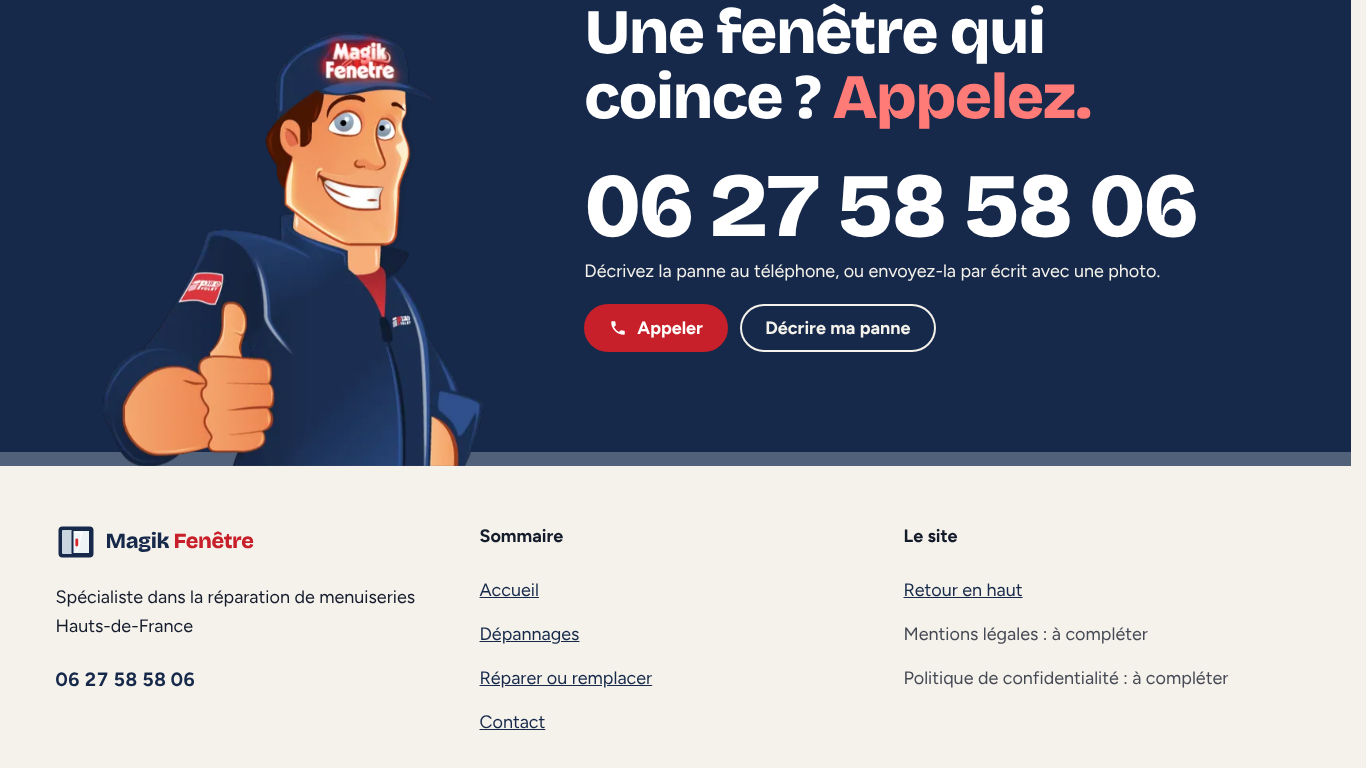 Magik
Fenetre
Une fenêtre qui
coince ? Appelez.
06 27 58 58 06
Décrivez la panne au téléphone, ou envoyez-la par écrit avec une photo.
Appeler
Décrire ma panne
Magik Fenêtre
Spécialiste dans la réparation de menuiseries
Hauts-de-France
06 27 58 58 06
Sommaire
Accueil
Dépannages
Réparer ou remplacer
Contact
Le site
Retour en haut
Mentions légales : à compléter
Politique de confidentialité : à compléter